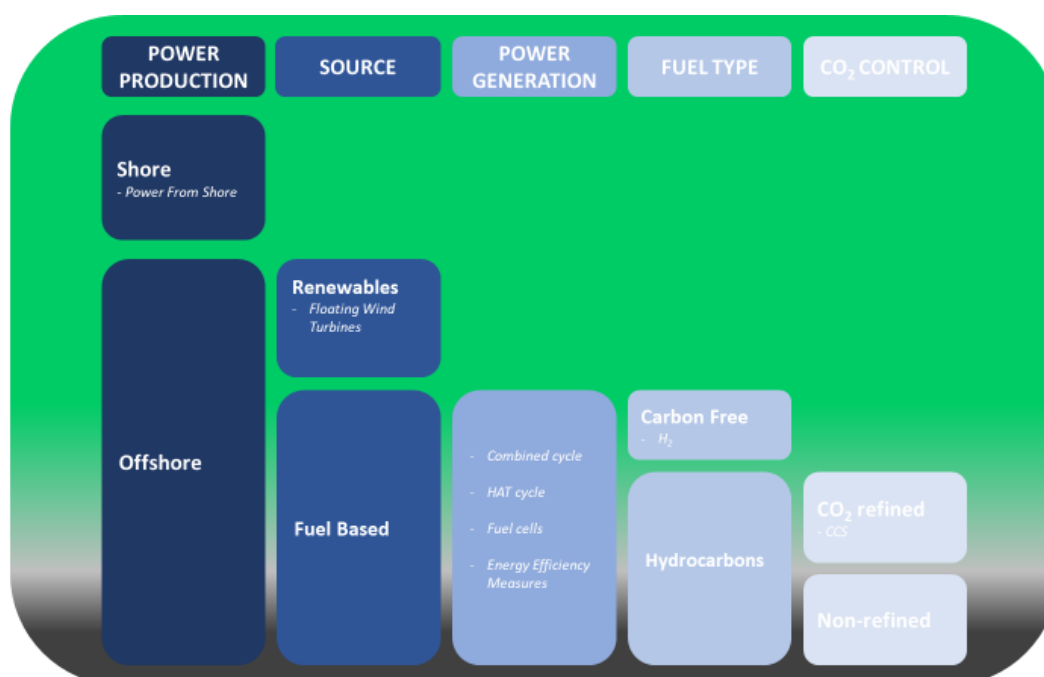 POWER
PRODUCTION
SOURCE
POWER
GENERATION
FUEL TYPE
CO₂ CONTROL
Shore
- Power From Shore
Offshore
Renewables
- Floating Wind
Turbines
Fuel Based
- Combined cycle
- HAT cycle
- Fuel cells
- Energy Efficiency
Measures
Carbon Free
- H₂
Hydrocarbons
CO₂ refined
- CCS
Non-refined